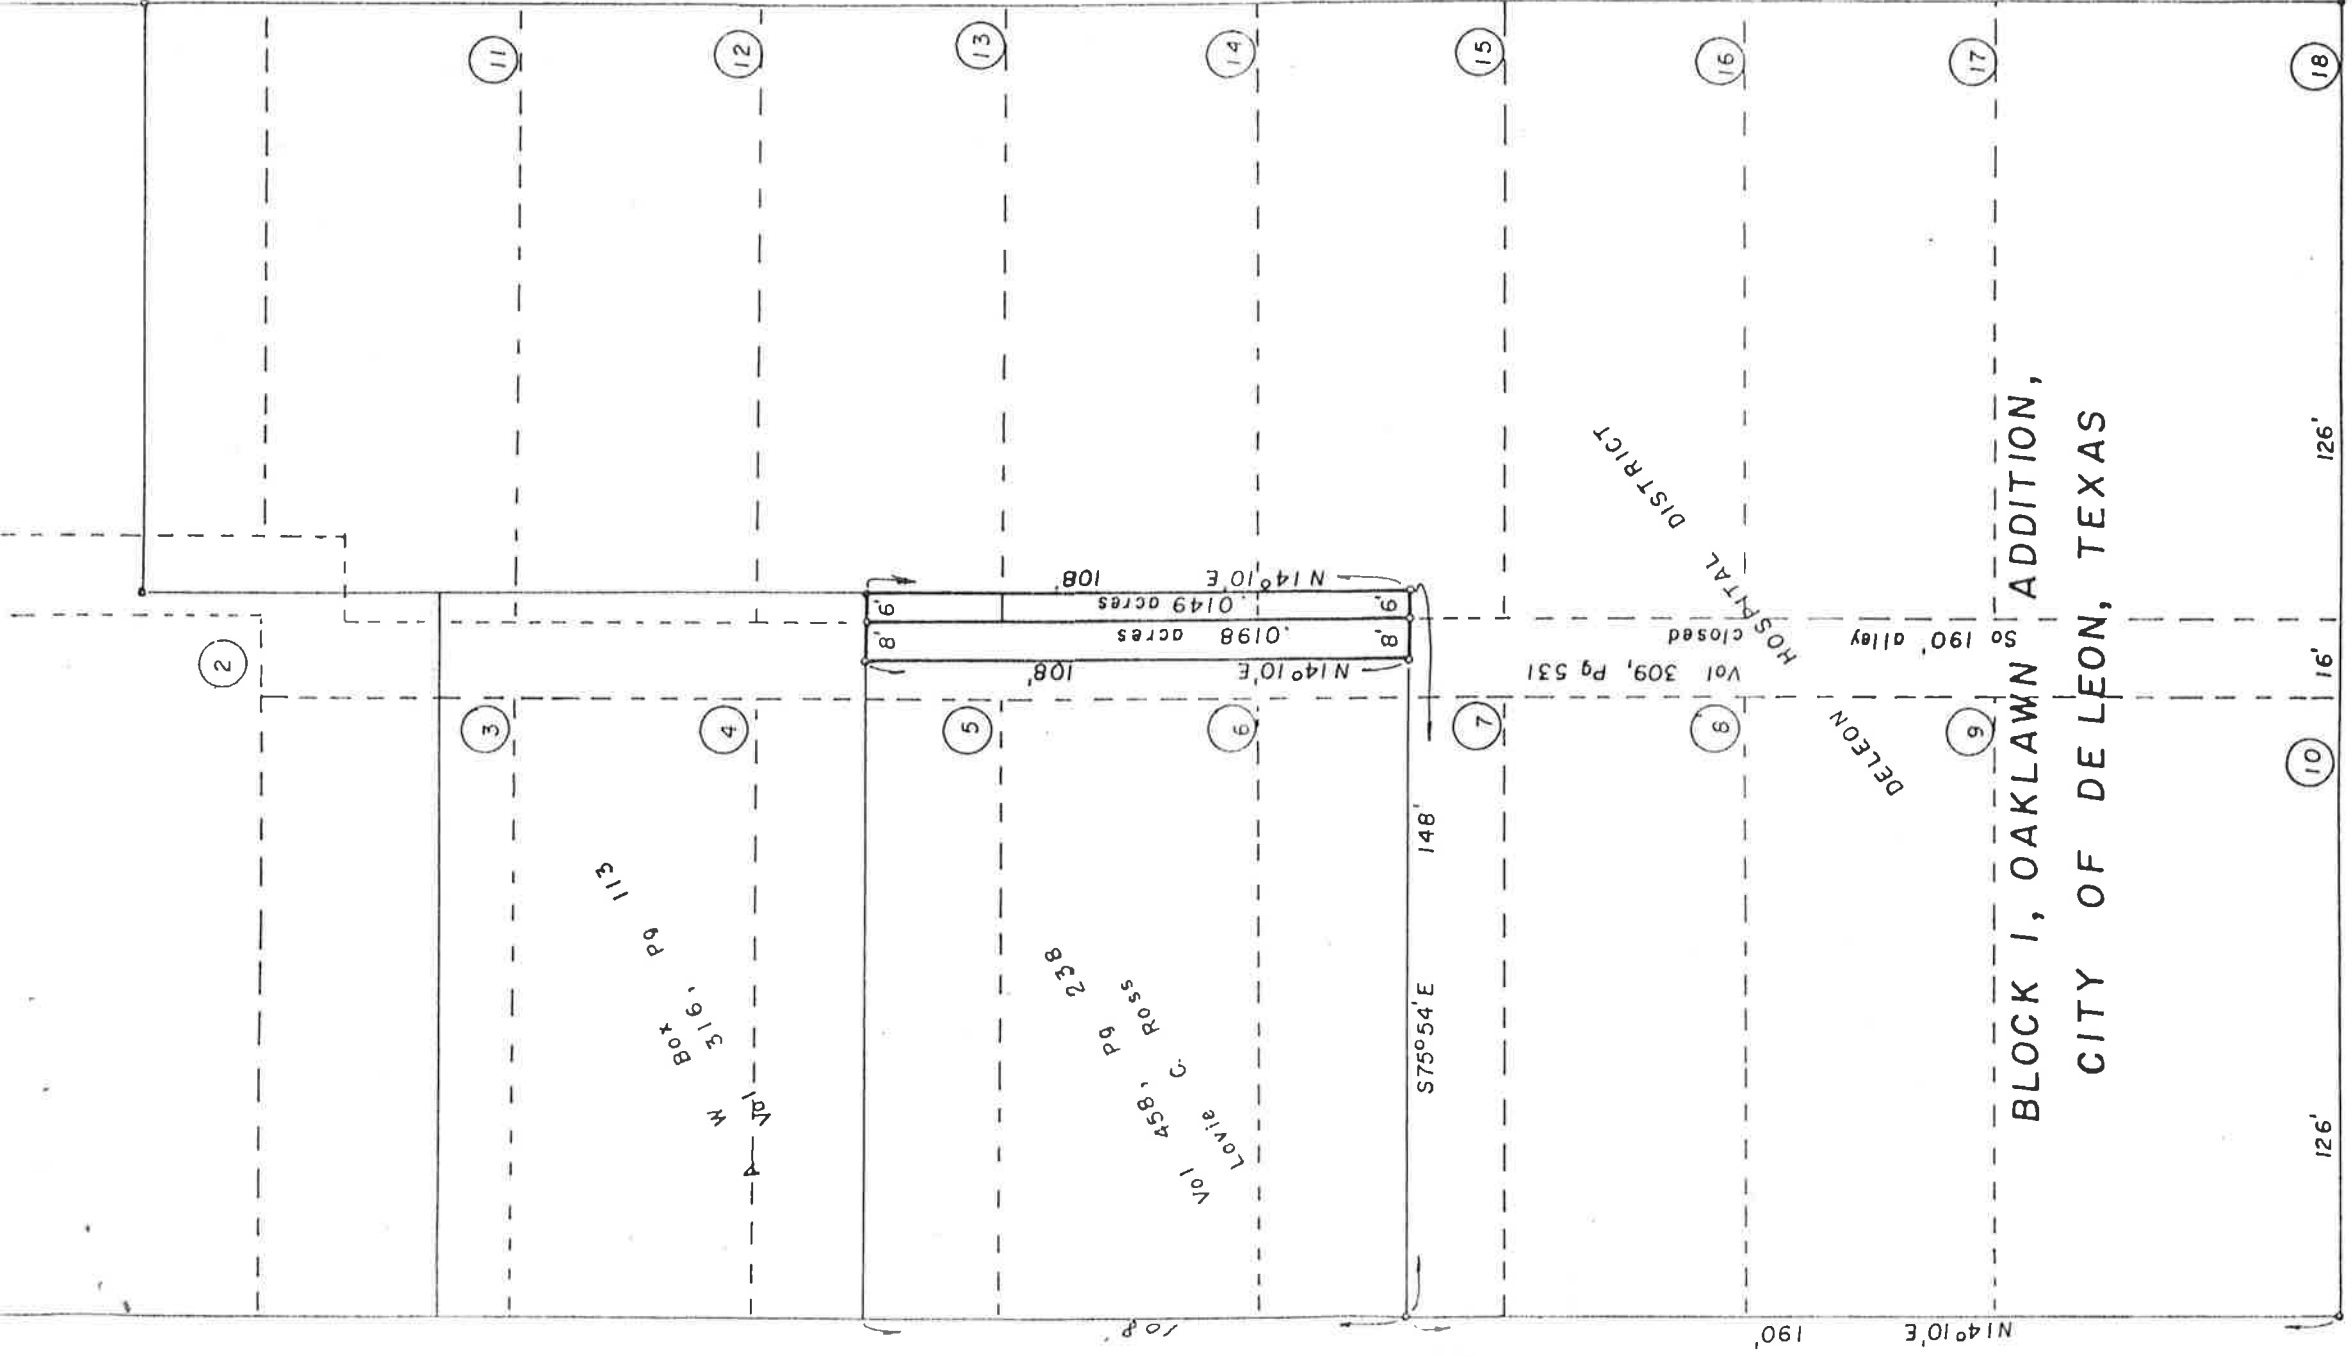 11
12
13
14
15
16
17
18
2
3
4
5
6
7
8
9
10
W Box
Vol 316, Pg 113
Vol 458, Pg 238
Lovie C. Ross
108'
N14°10'E
6'
.0149 acres
6'
8'
.0198 acres
8'
108'
N14°10'E
S75°54'E 148'
108'
N14°10'E 190'
Vol 309, Pg 531
So 190' alley closed
DELEON HOSPITAL DISTRICT
BLOCK 1, OAKLAWN ADDITION,
CITY OF DE LEON, TEXAS
126' 16' 126'